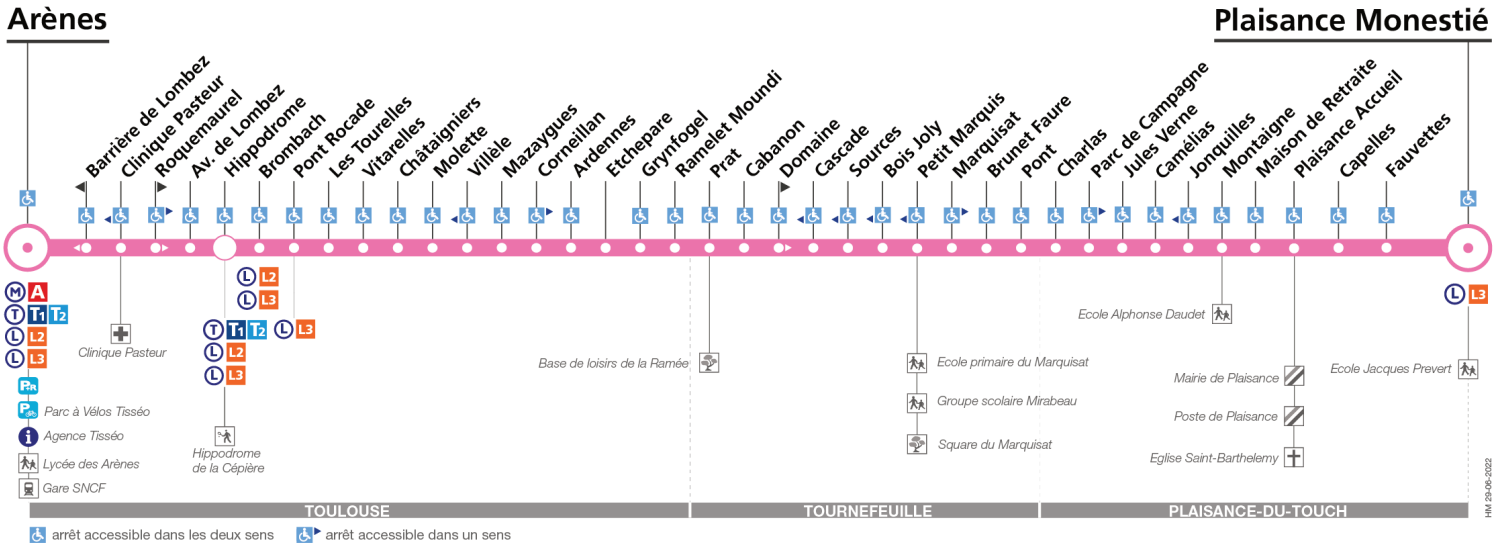 Arènes
Plaisance Monestié
Barrière de Lombez
Clinique Pasteur
Roquemaurel
Av. de Lombez
Hippodrome
Brombach
Pont Rocade
Les Tourelles
Vitarelles
Châtaigniers
Molette
Villèle
Mazaygues
Corneillan
Ardennes
Etchepare
Grynfogel
Ramelet Moundi
Prat
Cabanon
Domaine
Cascade
Sources
Bois Joly
Petit Marquis
Marquisat
Brunet Faure
Pont
Charlas
Parc de Campagne
Jules Verne
Camélias
Jonquilles
Montaigne
Maison de Retraite
Plaisance Accueil
Capelles
Fauvettes
M A
T T1 T2
L L2
L L3
P+R
P
Parc à Vélos Tisséo
i Agence Tisséo
Lycée des Arènes
Gare SNCF
Clinique Pasteur
L L2
L L3
T T1 T2
L L2
L L3
Hippodrome
de la Cépière
L L3
Base de loisirs de la Ramée
Ecole primaire du Marquisat
Groupe scolaire Mirabeau
Square du Marquisat
Ecole Alphonse Daudet
Mairie de Plaisance
Poste de Plaisance
Eglise Saint-Barthelemy
L L3
Ecole Jacques Prevert
TOULOUSE
TOURNEFEUILLE
PLAISANCE-DU-TOUCH
arrêt accessible dans les deux sens
arrêt accessible dans un sens
HM 29-06-2022